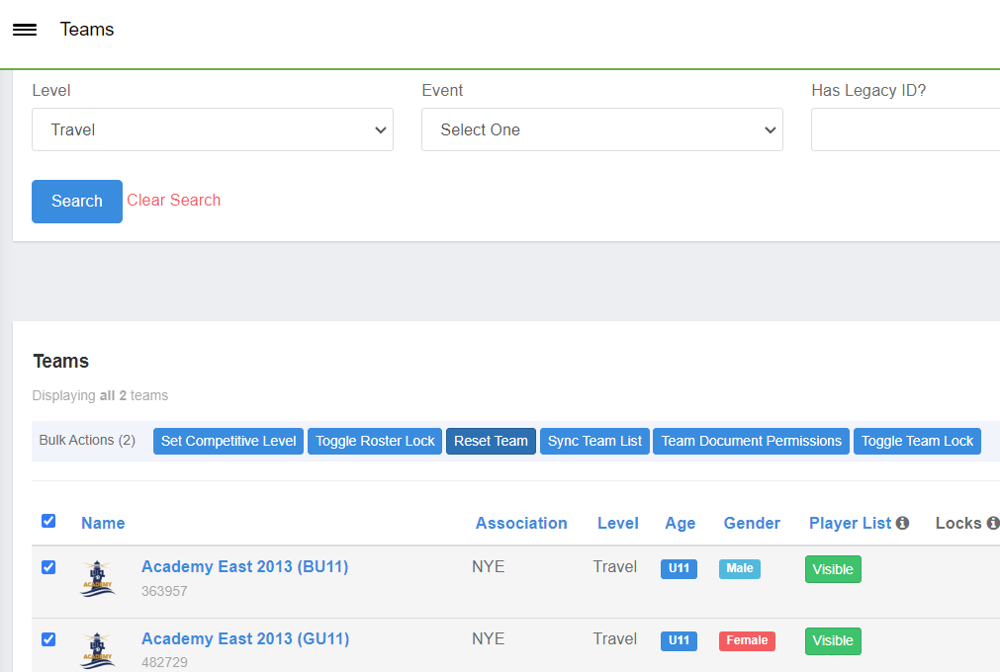 Teams
Level Event Has Legacy ID?
Travel Select One
Search Clear Search
Teams
Displaying all 2 teams
Bulk Actions (2) Set Competitive Level Toggle Roster Lock Reset Team Sync Team List Team Document Permissions Toggle Team Lock
Name Association Level Age Gender Player List Locks
Academy East 2013 (BU11) NYE Travel U11 Male Visible
363957
ACADEMY
Academy East 2013 (GU11) NYE Travel U11 Female Visible
482729
ACADEMY